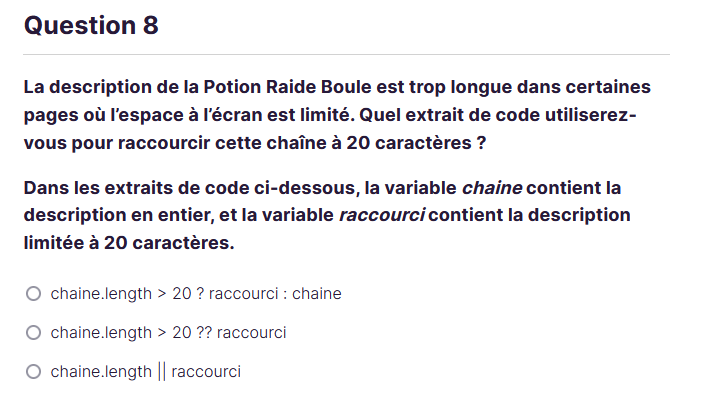 Question 8
La description de la Potion Raide Boule est trop longue dans certaines
pages où l’espace à l’écran est limité. Quel extrait de code utiliserez-
vous pour raccourcir cette chaîne à 20 caractères ?
Dans les extraits de code ci-dessous, la variable chaine contient la
description en entier, et la variable raccourci contient la description
limitée à 20 caractères.
chaine.length > 20 ? raccourci : chaine
chaine.length > 20 ?? raccourci
chaine.length || raccourci